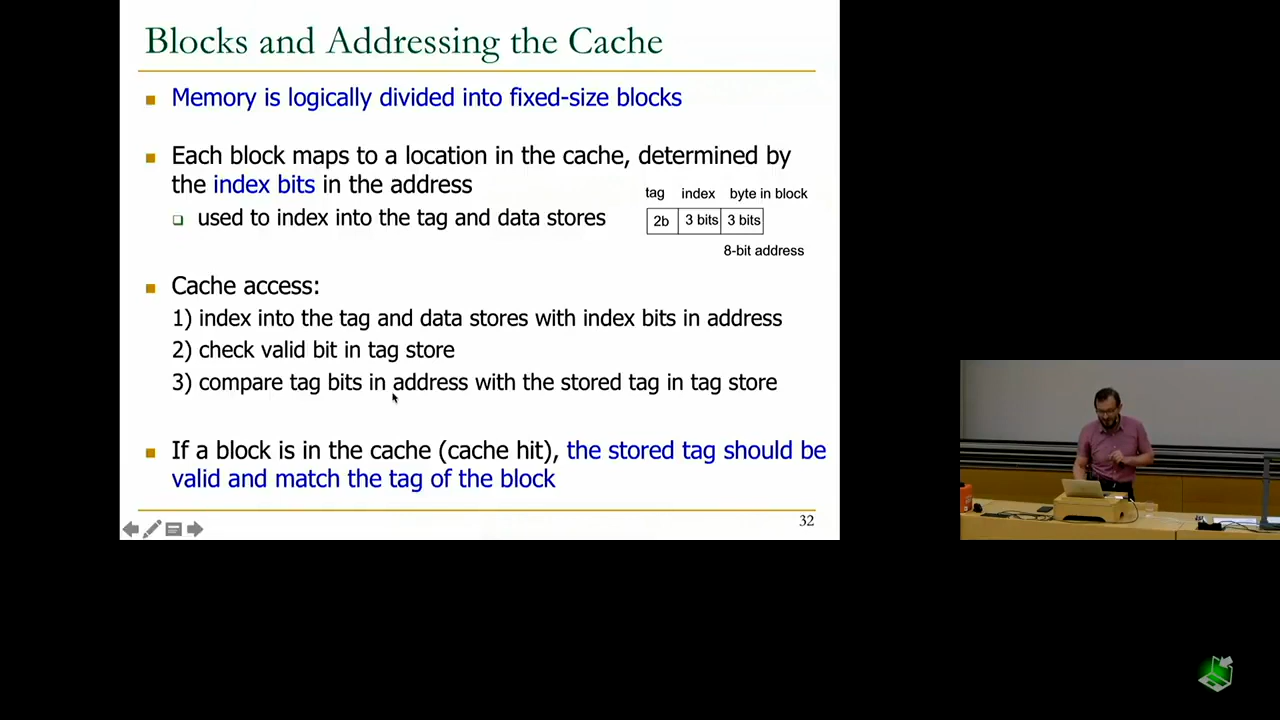 Blocks and Addressing the Cache
Memory is logically divided into fixed-size blocks
Each block maps to a location in the cache, determined by
the index bits in the address
used to index into the tag and data stores
tag index byte in block
2b 3 bits 3 bits
8-bit address
Cache access:
1) index into the tag and data stores with index bits in address
2) check valid bit in tag store
3) compare tag bits in address with the stored tag in tag store
If a block is in the cache (cache hit), the stored tag should be
valid and match the tag of the block
32